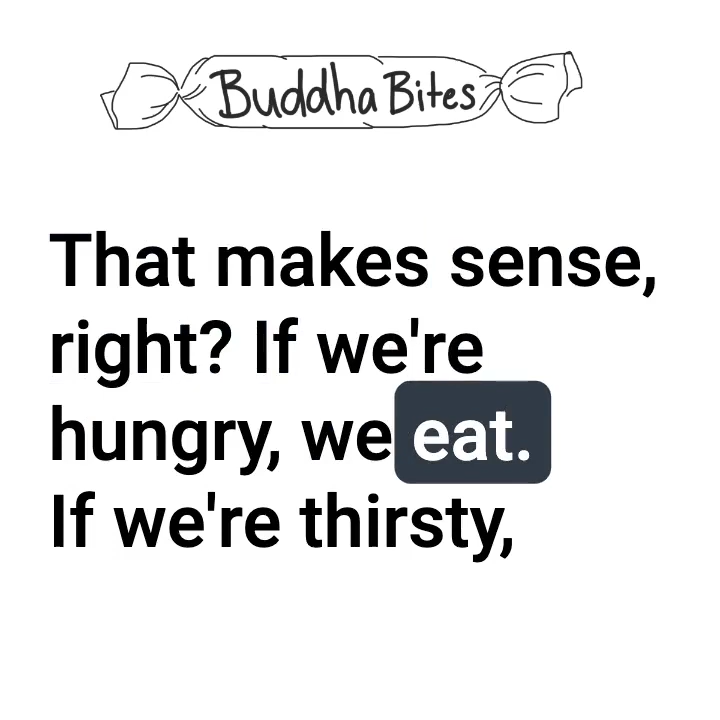 Buddha Bites
That makes sense,
right? If we're
hungry, we eat.
If we're thirsty,